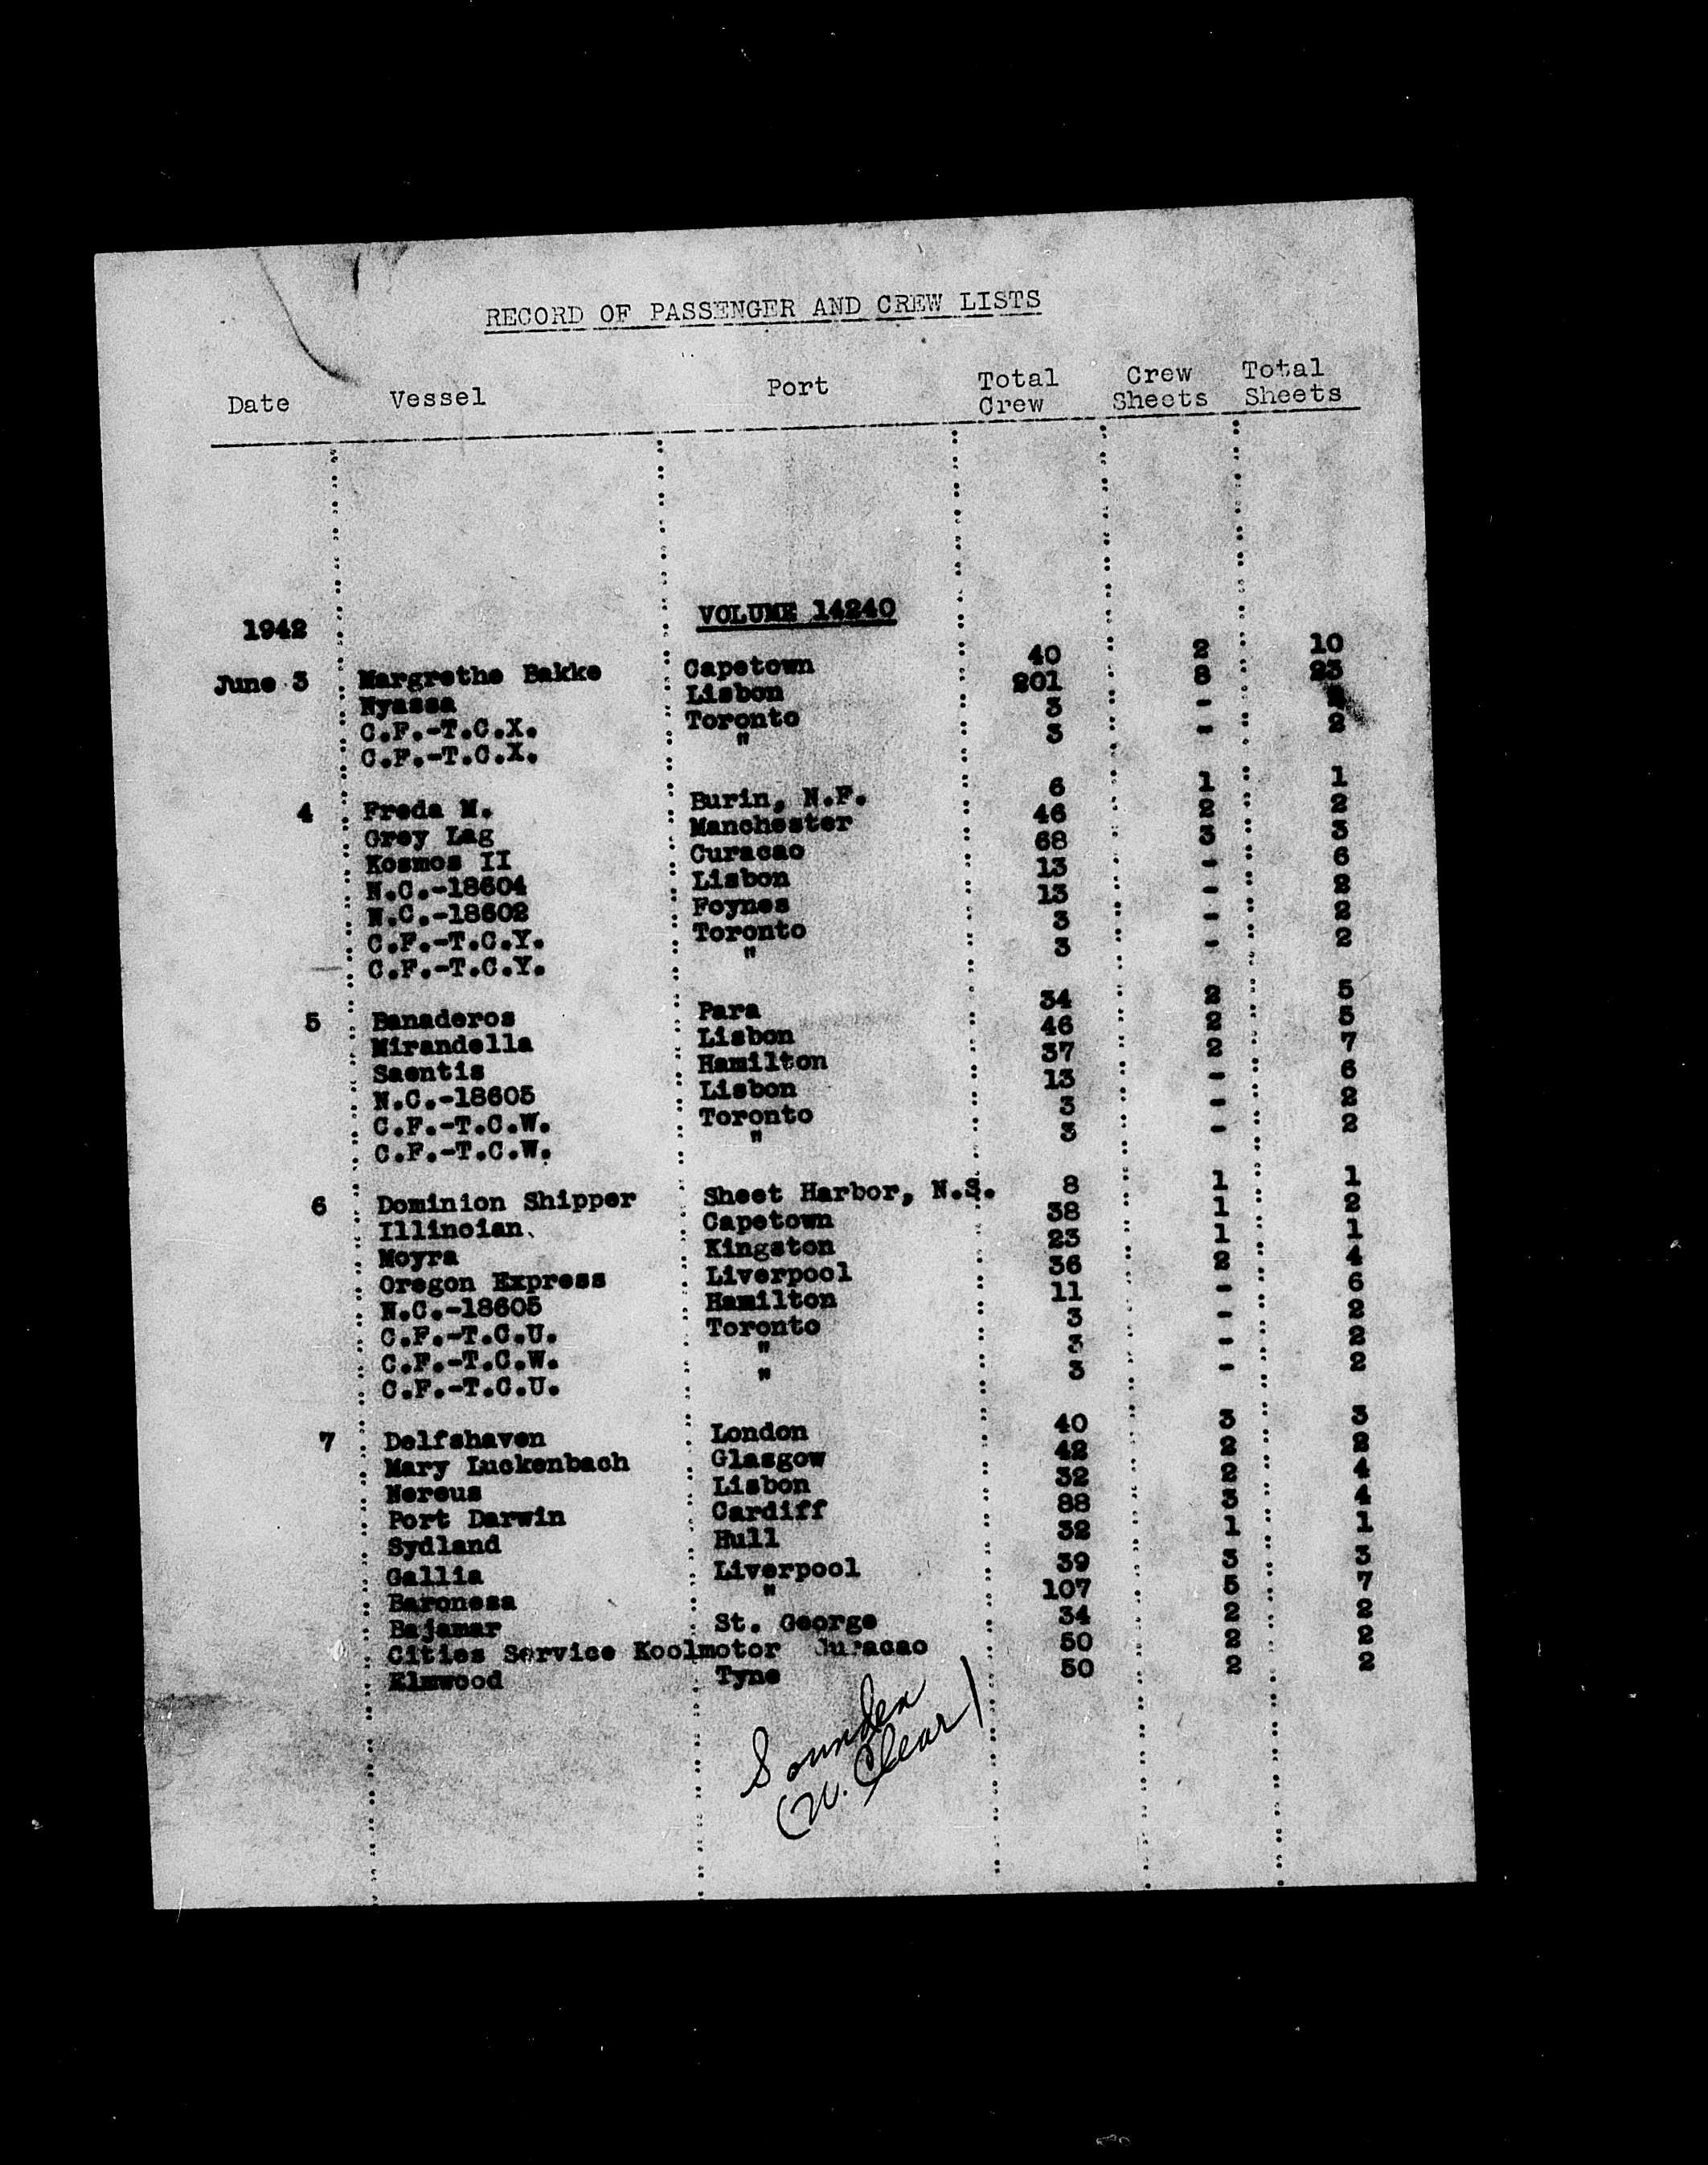 RECORD OF PASSENGER AND CREW LISTS
Date Vessel Port Total Crew Crew Sheets Total Sheets
VOLUME 14240
1942
June 3 Margrethe Bakke Capetown 40 2 10
Nyassa Lisbon 201 8 23
C.F.-T.C.X. Toronto 3 -
C.F.-T.C.X. " 3 - 2
4 Freda M. Burin, N.F. 6 1 1
Grey Lag Manchester 46 2 2
Kosmos II Curacao 68 3 3
N.C.-18604 Lisbon 13 - 6
N.C.-18602 Foynes 13 - 2
C.F.-T.C.Y. Toronto 3 - 2
C.F.-T.C.Y. " 3 - 2
5 Banaderos Para 34 2 5
Mirandella Lisbon 46 2 5
Saentis Hamilton 37 2 7
N.C.-18605 Lisbon 13 - 6
C.F.-T.C.W. Toronto 3 - 2
C.F.-T.C.W. " 3 - 2
6 Dominion Shipper Sheet Harbor, N.S. 8 1 1
Illinoian Capetown 38 1 2
Moyra Kingston 23 1 1
Oregon Express Liverpool 36 2 4
N.C.-18605 Hamilton 11 - 6
C.F.-T.C.U. Toronto 3 - 2
C.F.-T.C.W. " 3 - 2
C.F.-T.C.U. " 3 - 2
7 Delfshaven London 40 3 3
Mary Luckenbach Glasgow 42 2 2
Nereus Lisbon 32 2 4
Port Darwin Cardiff 88 3 4
Sydland Hull 32 1 1
Gallia Liverpool 39 3 3
Baronesa " 107 5 7
Bajamar St. George 34 2 2
Cities Service Koolmotor Curacao 50 2 2
Elmwood Tyne 50 2 2